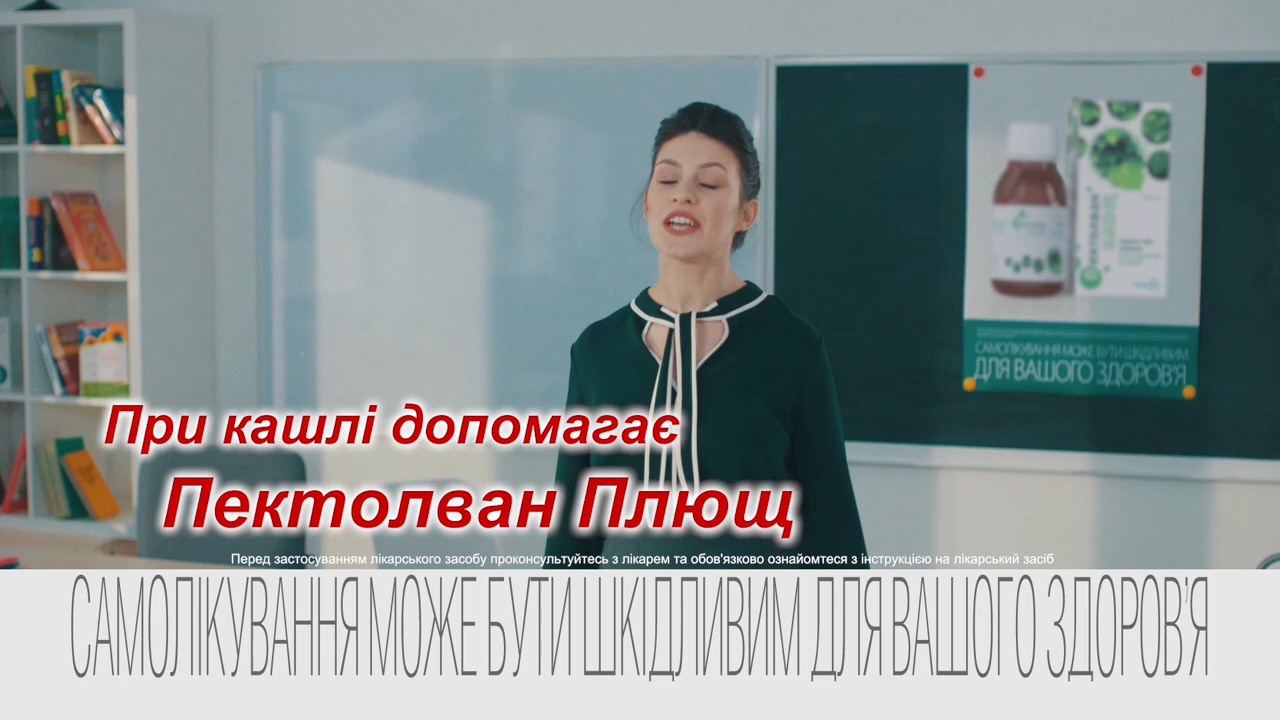 САМОЛІКУВАННЯ МОЖЕ БУТИ ШКІДЛИВИМ
ДЛЯ ВАШОГО ЗДОРОВ'Я
При кашлі допомагає
Пектолван Плющ
Перед застосуванням лікарського засобу проконсультуйтесь з лікарем та обов'язково ознайомтеся з інструкцією на лікарський засіб
САМОЛІКУВАННЯ МОЖЕ БУТИ ШКІДЛИВИМ ДЛЯ ВАШОГО ЗДОРОВ'Я